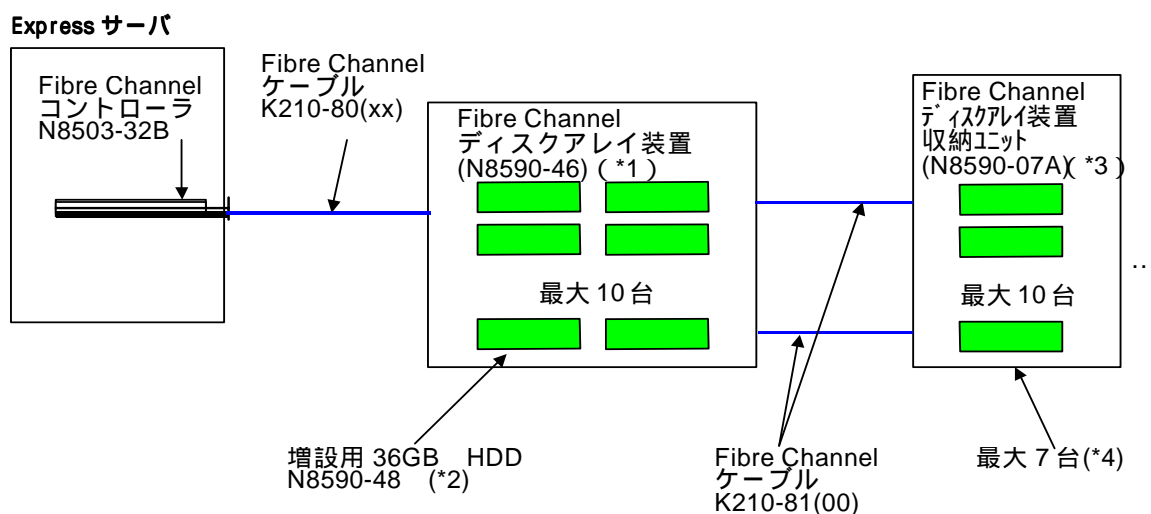 Express サーバ
Fibre Channel
コントローラ
N8503-32B
Fibre Channel
ケーブル
K210-80(xx)
Fibre Channel
ディスクアレイ装置
(N8590-46) ( *1 )
最大 10 台
Fibre Channel
ディスクアレイ装置
収納ユニット
(N8590-07A)( *3 )
最大 10 台
..
増設用 36GB HDD
N8590-48 (*2)
Fibre Channel
ケーブル
K210-81(00)
最大 7 台(*4)